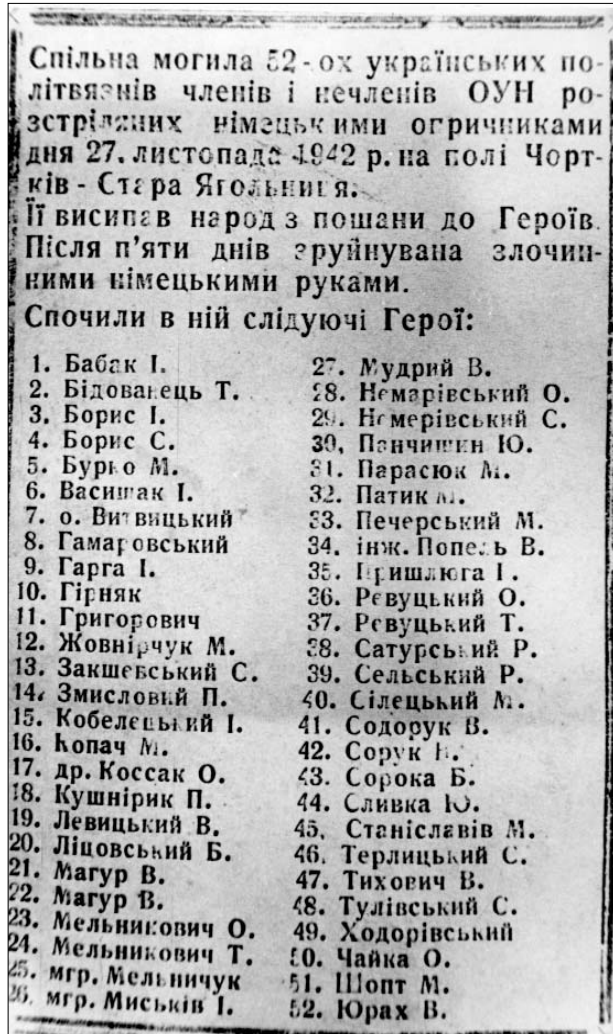 Спільна могила 52-ох українських по-
літвязнів членів і нечленів ОУН ро-
зстріляних німецькими огричниками
дня 27. листопада 1942 р. на полі Чорт-
ків - Стара Ягольниця.
Її висипав народ з пошани до Героїв.
Після п'яти днів зруйнувана злочин-
ними німецькими руками.
Спочили в ній слідуючі Герої:
1. Бабак І.
2. Бідованець Т.
3. Борис І.
4. Борис С.
5. Бурко М.
6. Васишак І.
7. о. Витвицький
8. Гамаровський
9. Гарга І.
10. Гірняк
11. Григорович
12. Жовнірчук М.
13. Закшевський С.
14. Змисловий П.
15. Кобелецький І.
16. Копач М.
17. др. Коссак О.
18. Кушнірик П.
19. Левицький В.
20. Ліцовський Б.
21. Магур В.
22. Магур В.
23. Мельникович О.
24. Мельникович Т.
25. мгр. Мельничук
26. мгр. Миськів І.
27. Мудрий В.
28. Немарівський О.
29. Немерівський С.
30. Панчишин Ю.
31. Парасюк М.
32. Патик М.
33. Печерський М.
34. інж. Попель В.
35. Пришлюга І.
36. Ревуцький О.
37. Ревуцький Т.
38. Сатурський Р.
39. Сельський Р.
40. Сілецький М.
41. Содорук В.
42. Сорук
43. Сорока Б.
44. Сливка Ю.
45. Станіславів М.
46. Терлицький С.
47. Тихович В.
48. Тулівський С.
49. Ходорівський
50. Чайка О.
51. Шопт М.
52. Юрах В.